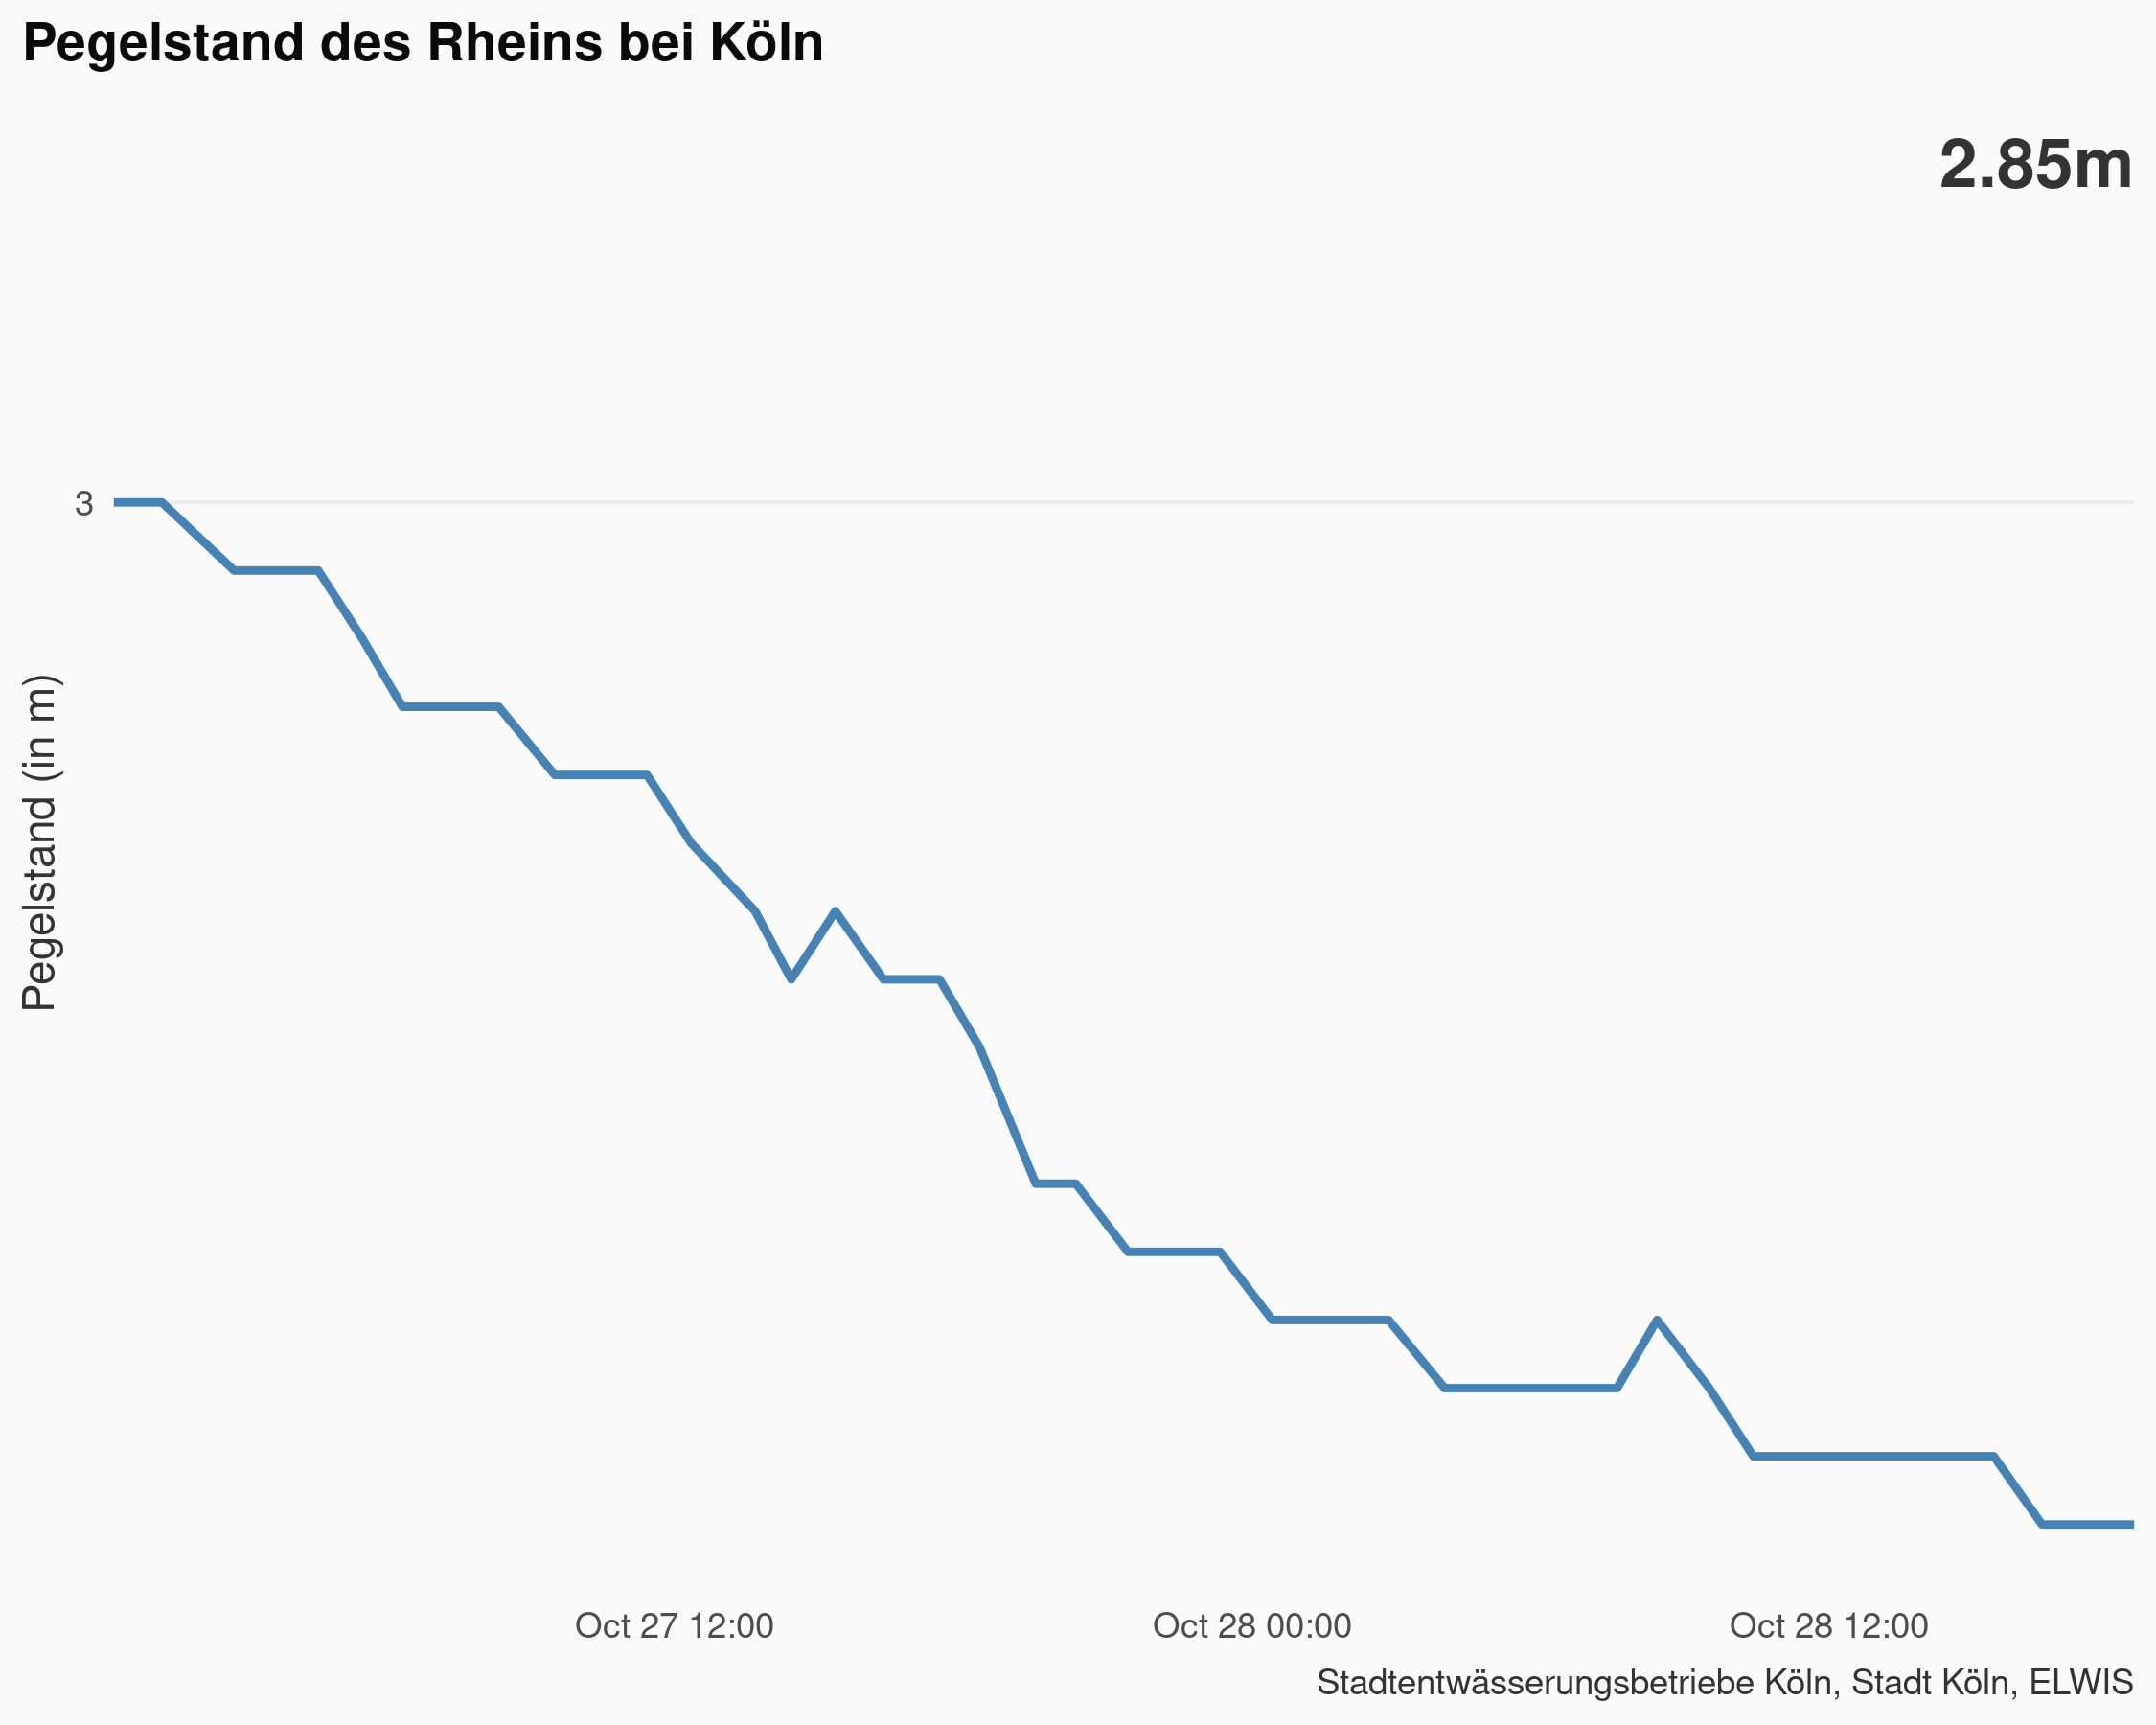 Pegelstand des Rheins bei Köln
2.85m
3
Pegelstand (in m)
Oct 27 12:00
Oct 28 00:00
Oct 28 12:00
Stadtentwässerungsbetriebe Köln, Stadt Köln, ELWIS